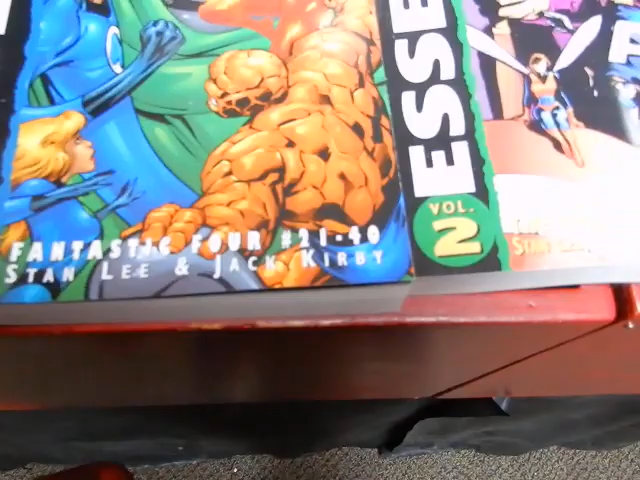 FANTASTIC FOUR #21-40
STAN LEE & JACK KIRBY
ESSE
VOL.
2